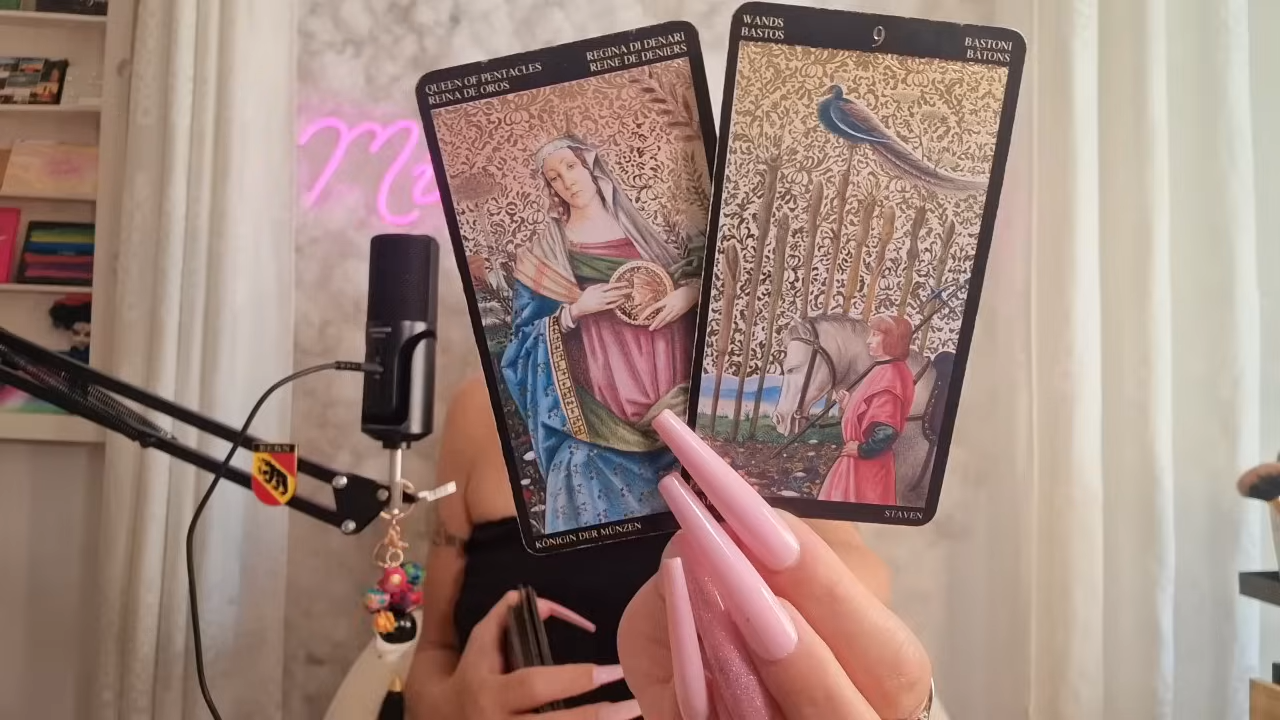 QUEEN OF PENTACLES
REINA DE OROS
REGINA DI DENARI
REINE DE DENIERS
KÖNIGIN DER MÜNZEN
WANDS
BASTOS
9
BASTONI
BÂTONS
STAVEN
BERN